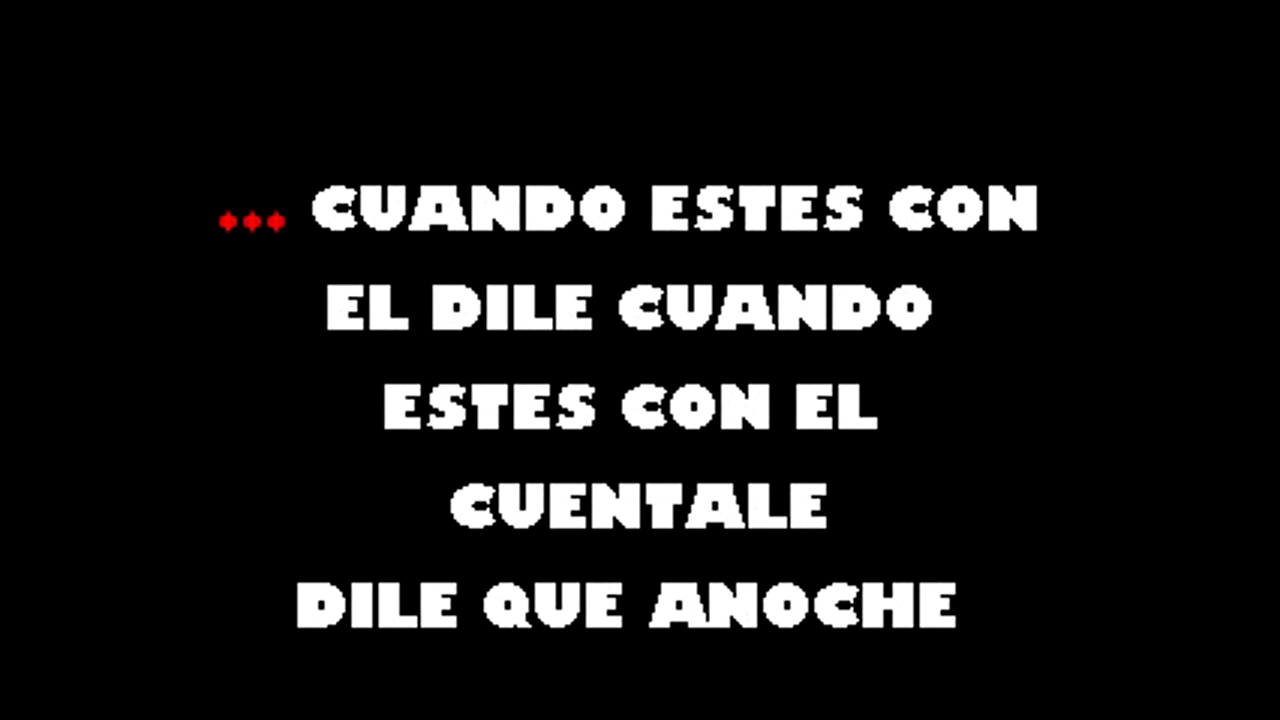 ... CUANDO ESTES CON
EL DILE CUANDO
ESTES CON EL
CUENTALE
DILE QUE ANOCHE